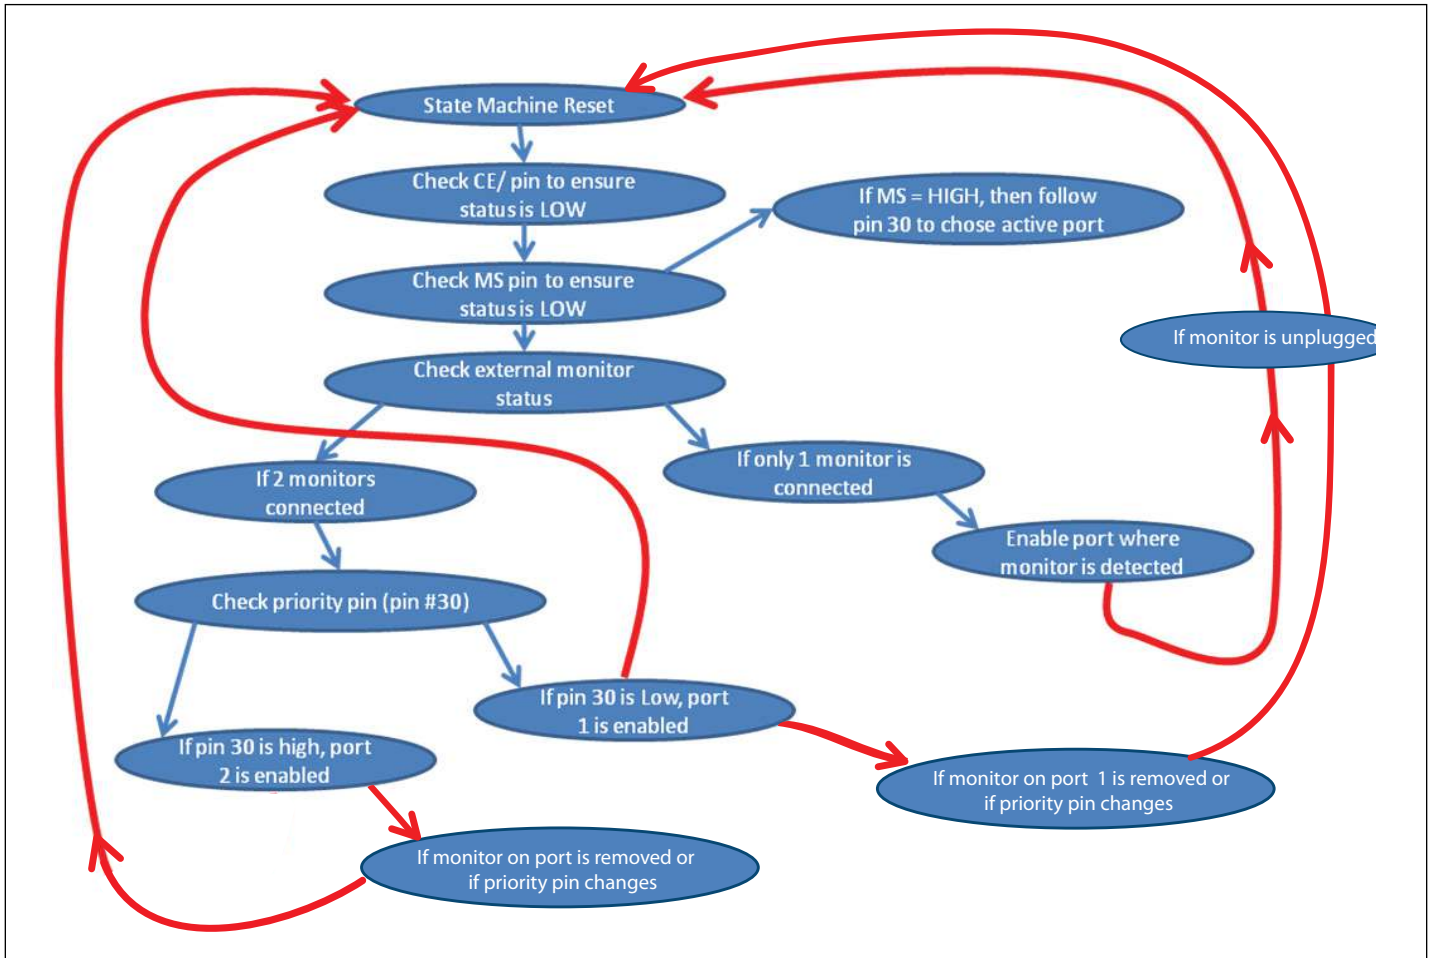 State Machine Reset
Check CE/ pin to ensure
status is LOW
If MS = HIGH, then follow
pin 30 to chose active port
Check MS pin to ensure
status is LOW
If monitor is unplugged
Check external monitor
status
If only 1 monitor is
connected
If 2 monitors
connected
Enable port where
monitor is detected
Check priority pin (pin #30)
If pin 30 is Low, port
1 is enabled
If pin 30 is high, port
2 is enabled
If monitor on port 1 is removed or
if priority pin changes
If monitor on port is removed or
if priority pin changes